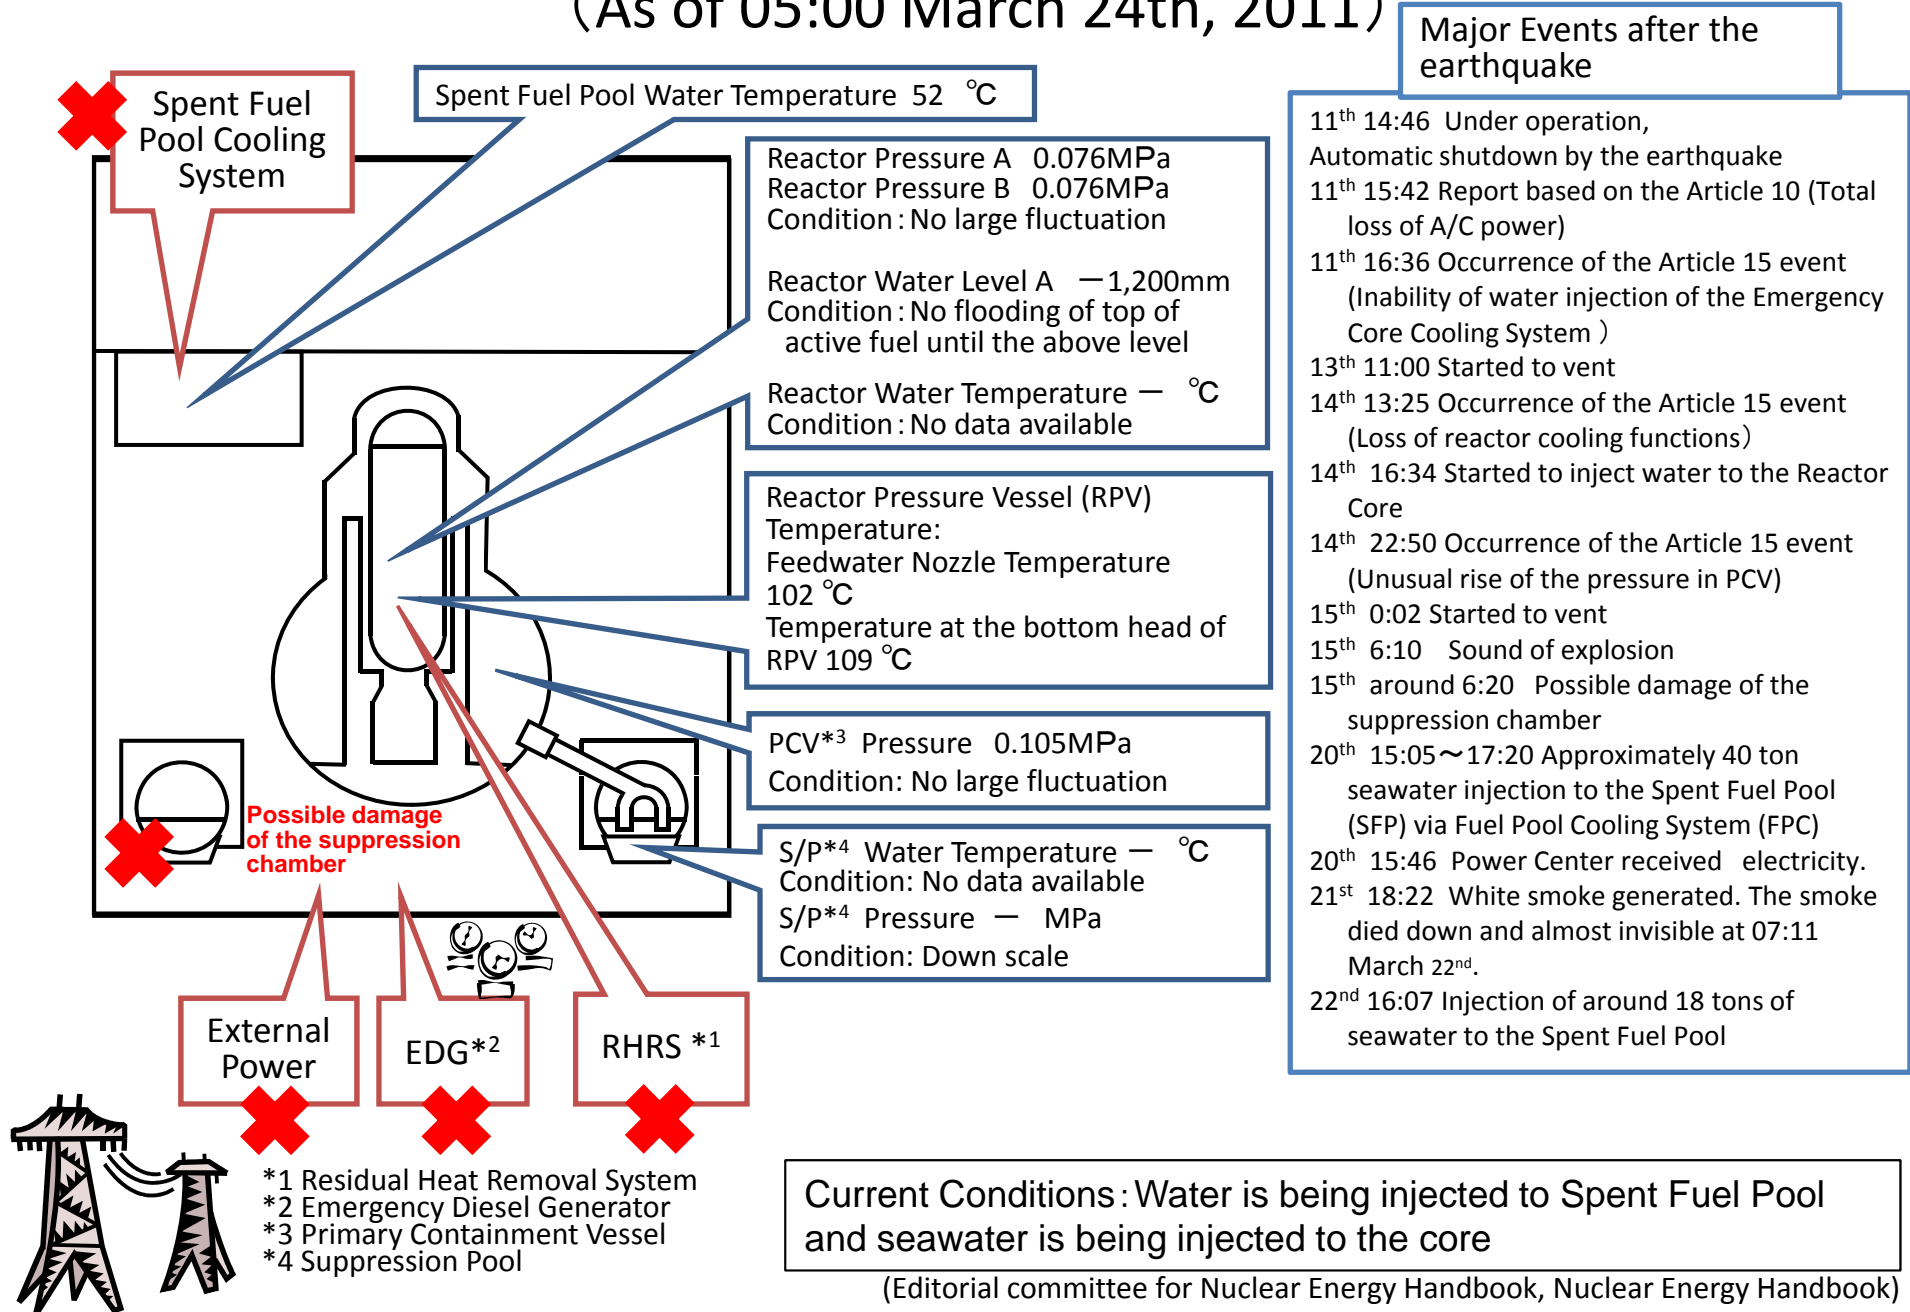 （As of 05:00 March 24th, 2011）
Major Events after the
earthquake
Spent Fuel
Pool Cooling
System
Spent Fuel Pool Water Temperature 52 ℃
Reactor Pressure A 0.076MPa
Reactor Pressure B 0.076MPa
Condition：No large fluctuation
Reactor Water Level A －1,200mm
Condition：No flooding of top of
active fuel until the above level
Reactor Water Temperature － ℃
Condition：No data available
Reactor Pressure Vessel (RPV)
Temperature:
Feedwater Nozzle Temperature
102 ℃
Temperature at the bottom head of
RPV 109 ℃
PCV*3 Pressure 0.105MPa
Condition: No large fluctuation
S/P*4 Water Temperature － ℃
Condition: No data available
S/P*4 Pressure － MPa
Condition: Down scale
Possible damage
of the suppression
chamber
External
Power
EDG*2
RHRS *1
*1 Residual Heat Removal System
*2 Emergency Diesel Generator
*3 Primary Containment Vessel
*4 Suppression Pool
11th 14:46 Under operation,
Automatic shutdown by the earthquake
11th 15:42 Report based on the Article 10 (Total
loss of A/C power)
11th 16:36 Occurrence of the Article 15 event
(Inability of water injection of the Emergency
Core Cooling System ）
13th 11:00 Started to vent
14th 13:25 Occurrence of the Article 15 event
(Loss of reactor cooling functions）
14th 16:34 Started to inject water to the Reactor
Core
14th 22:50 Occurrence of the Article 15 event
(Unusual rise of the pressure in PCV)
15th 0:02 Started to vent
15th 6:10 Sound of explosion
15th around 6:20 Possible damage of the
suppression chamber
20th 15:05～17:20 Approximately 40 ton
seawater injection to the Spent Fuel Pool
(SFP) via Fuel Pool Cooling System (FPC)
20th 15:46 Power Center received electricity.
21st 18:22 White smoke generated. The smoke
died down and almost invisible at 07:11
March 22nd.
22nd 16:07 Injection of around 18 tons of
seawater to the Spent Fuel Pool
Current Conditions：Water is being injected to Spent Fuel Pool
and seawater is being injected to the core
(Editorial committee for Nuclear Energy Handbook, Nuclear Energy Handbook)